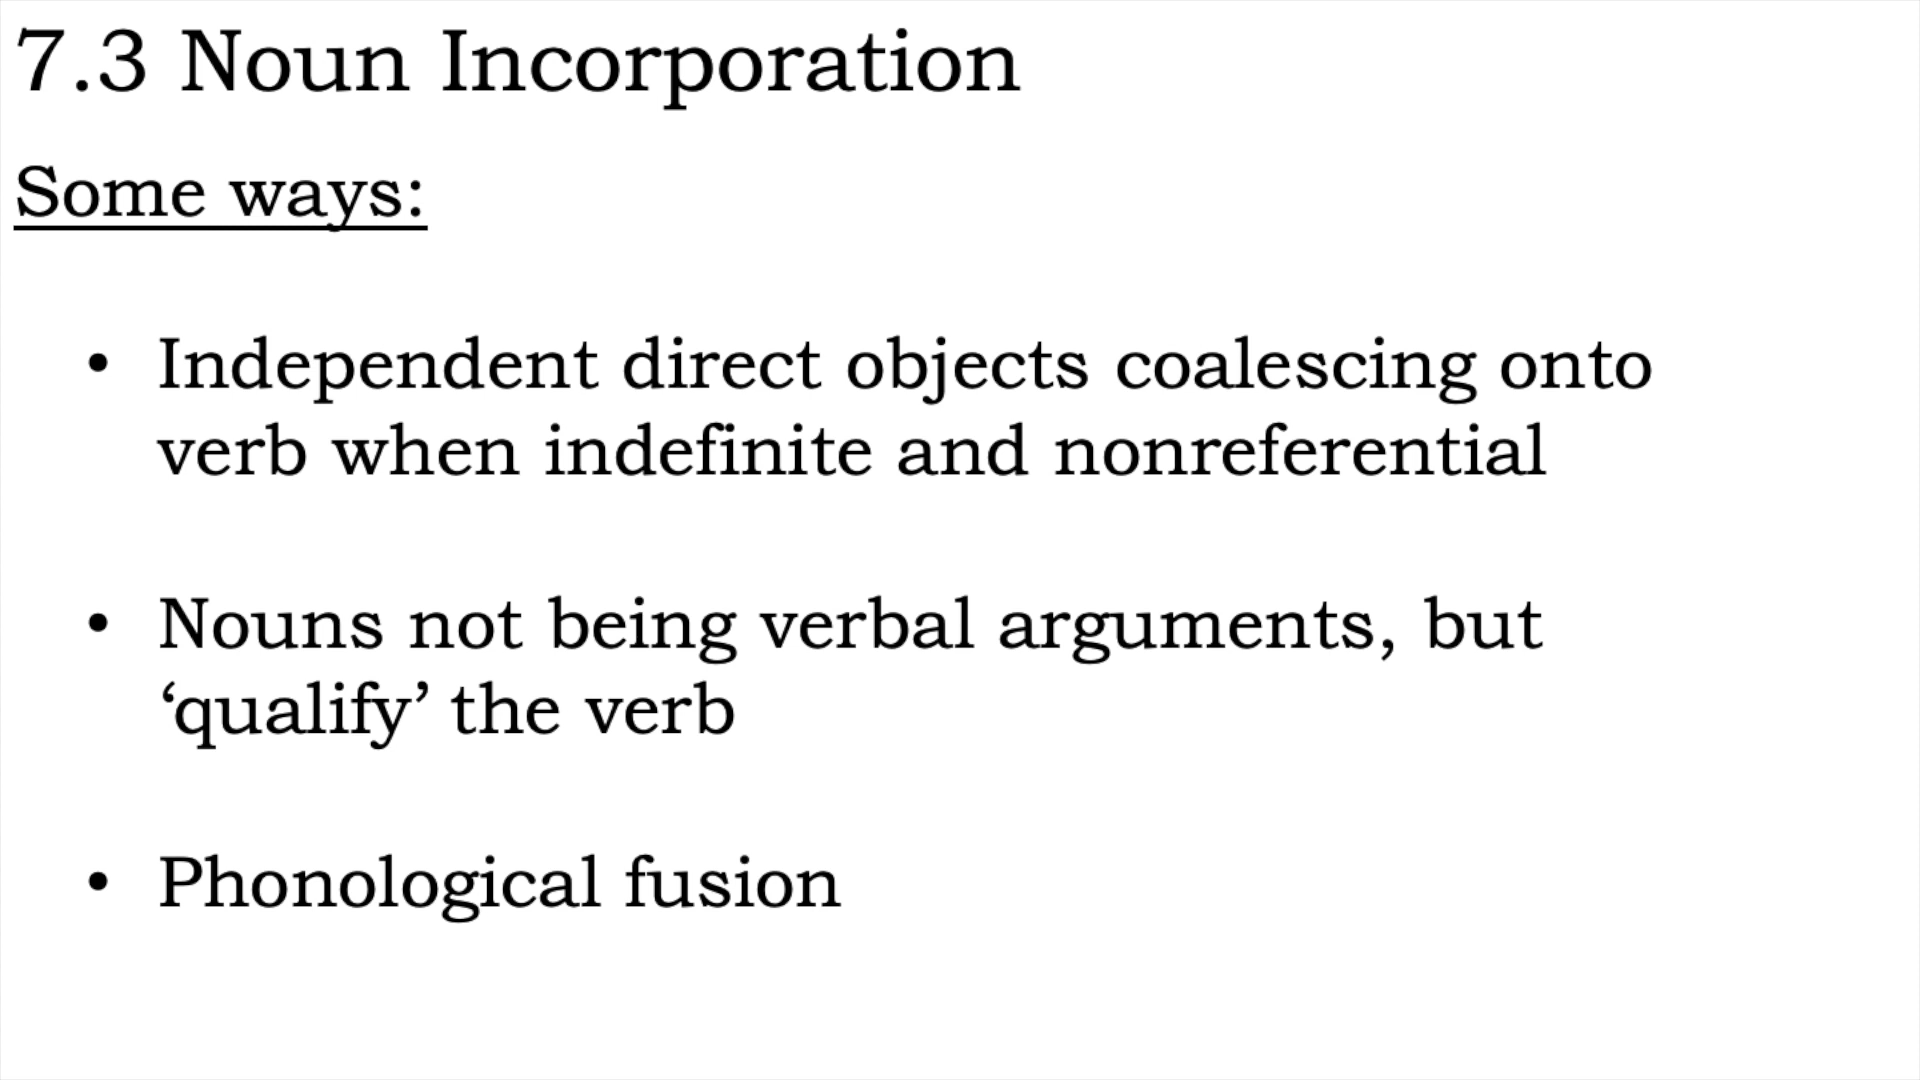 7.3 Noun Incorporation
Some ways:
• Independent direct objects coalescing onto
verb when indefinite and nonreferential
• Nouns not being verbal arguments, but
‘qualify’ the verb
• Phonological fusion